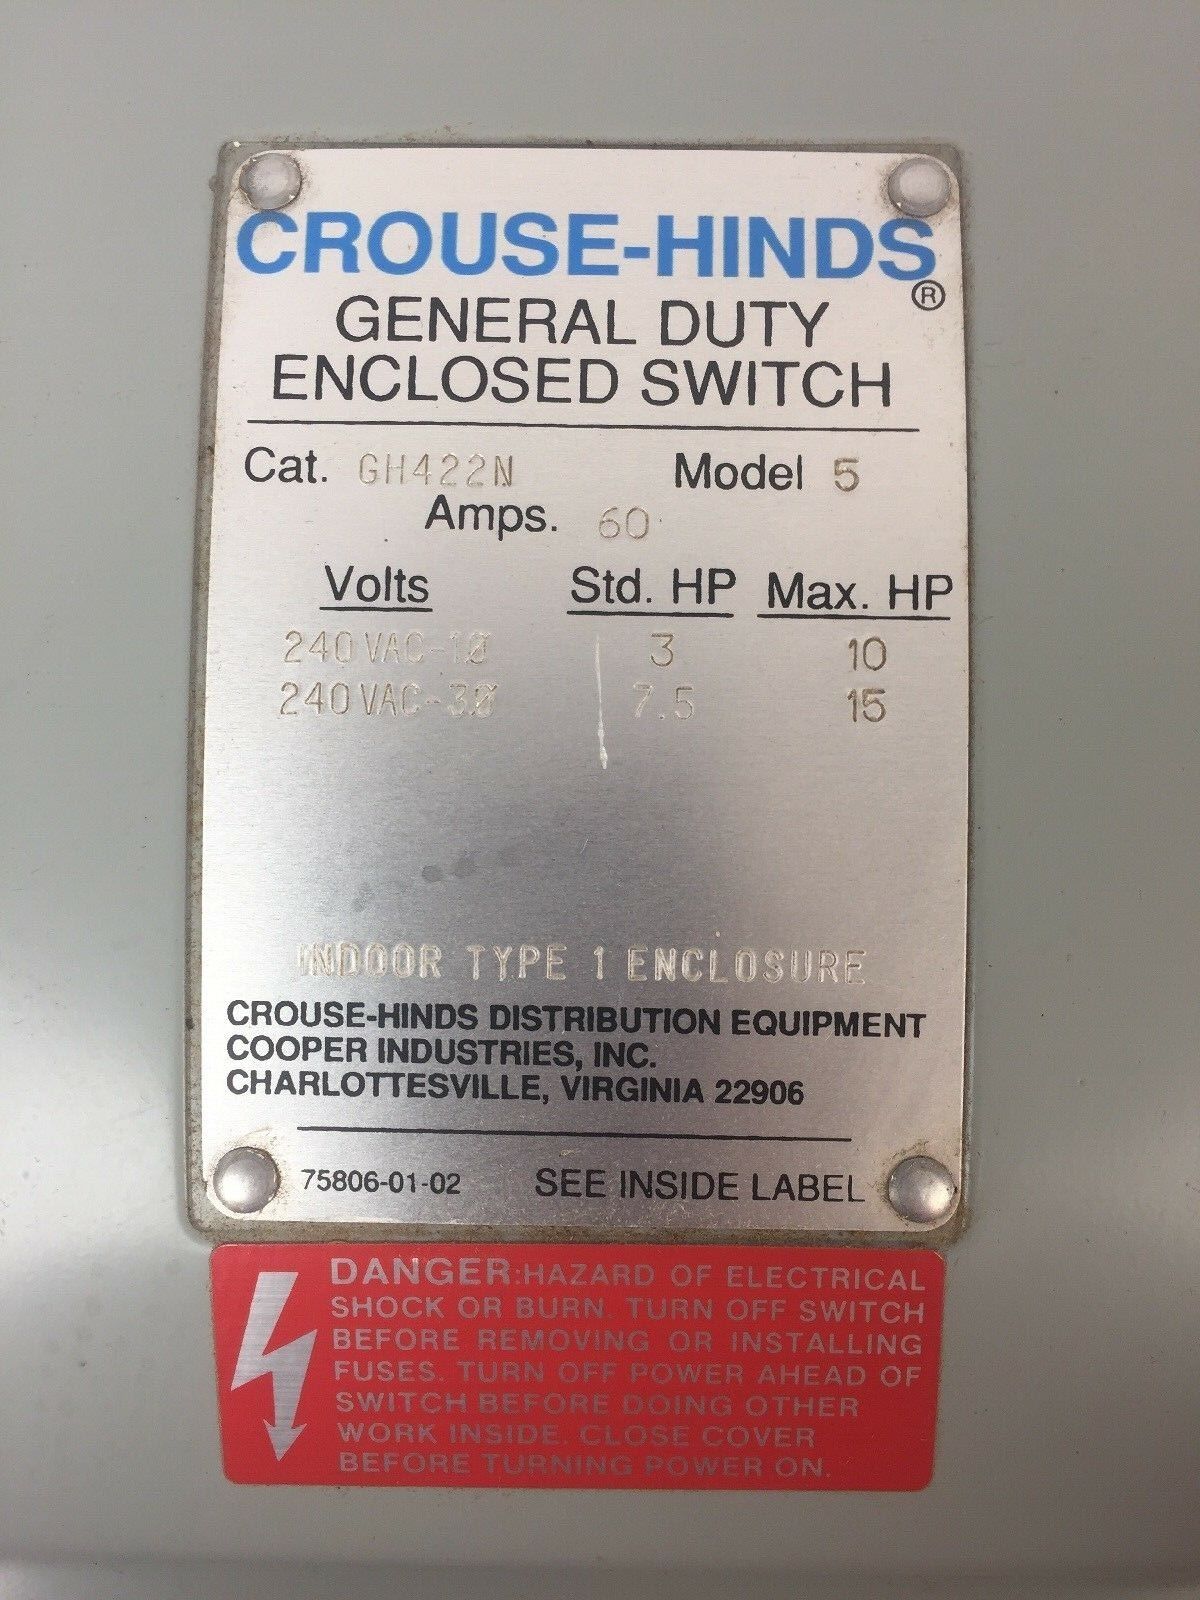 CROUSE-HINDS®
GENERAL DUTY
ENCLOSED SWITCH
Cat. GH422N Model 5
Amps. 60
Volts Std. HP Max. HP
240VAC-1Ø 3 10
240VAC-3Ø 7.5 15
INDOOR TYPE 1 ENCLOSURE
CROUSE-HINDS DISTRIBUTION EQUIPMENT
COOPER INDUSTRIES, INC.
CHARLOTTESVILLE, VIRGINIA 22906
75806-01-02 SEE INSIDE LABEL
DANGER:HAZARD OF ELECTRICAL
SHOCK OR BURN. TURN OFF SWITCH
BEFORE REMOVING OR INSTALLING
FUSES. TURN OFF POWER AHEAD OF
SWITCH BEFORE DOING OTHER
WORK INSIDE. CLOSE COVER
BEFORE TURNING POWER ON.